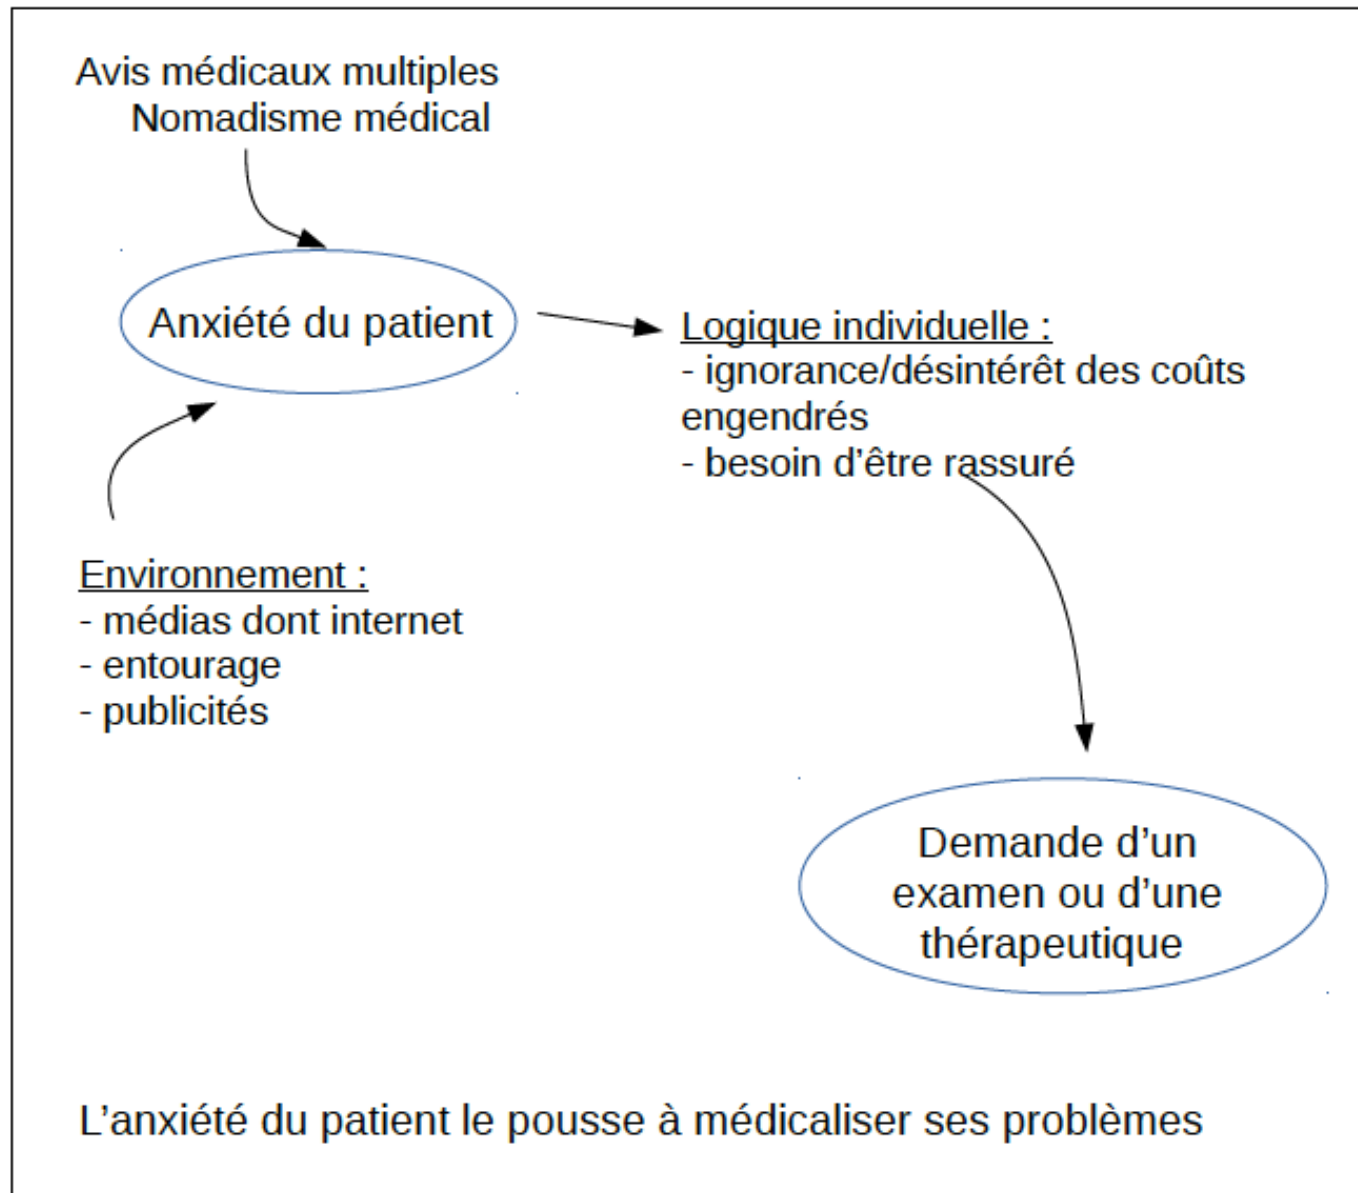 Avis médicaux multiples
Nomadisme médical
Anxiété du patient
Logique individuelle :
- ignorance/désintérêt des coûts
engendrés
- besoin d’être rassuré
Environnement :
- médias dont internet
- entourage
- publicités
Demande d’un
examen ou d’une
thérapeutique
L’anxiété du patient le pousse à médicaliser ses problèmes